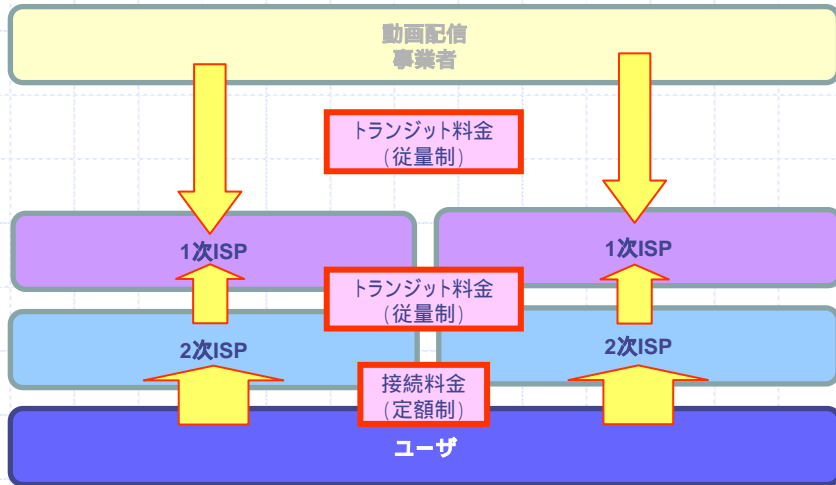 動画配信
事業者
トランジット料金
(従量制)
1次ISP
1次ISP
トランジット料金
(従量制)
2次ISP
2次ISP
接続料金
(定額制)
ユーザ